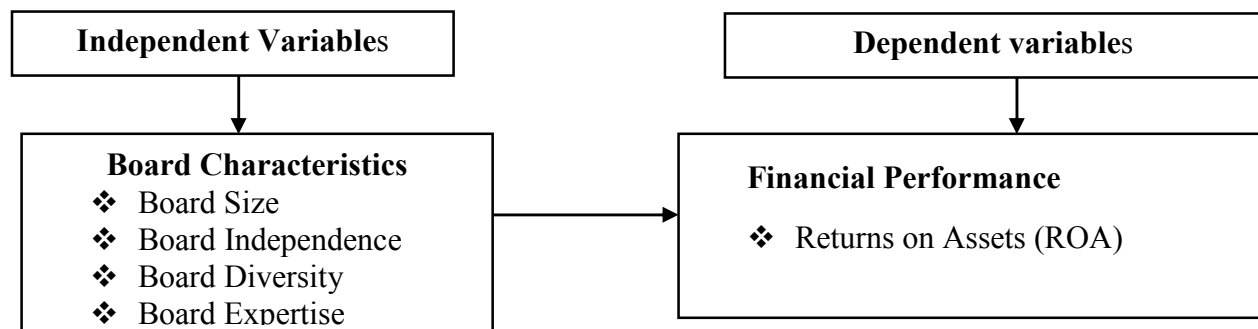 Independent Variables
Dependent variables
Board Characteristics
❖ Board Size
❖ Board Independence
❖ Board Diversity
❖ Board Expertise
Financial Performance
❖ Returns on Assets (ROA)